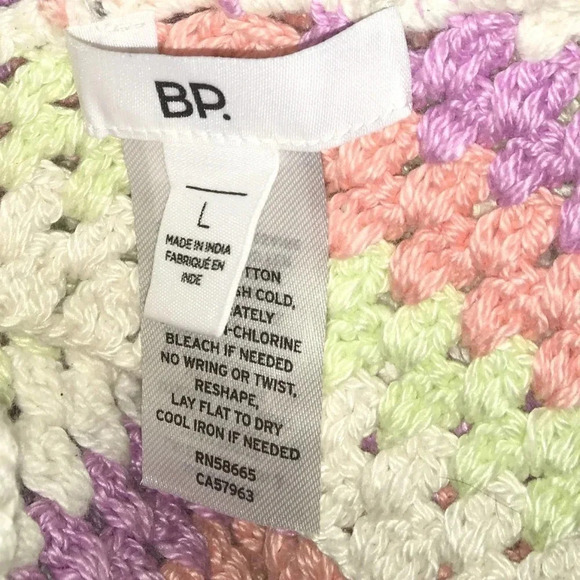 BP.
L
MADE IN INDIA
FABRIQUÉ EN
INDE
BLEACH IF NEEDED
NO WRING OR TWIST,
RESHAPE,
LAY FLAT TO DRY
COOL IRON IF NEEDED
RN58665
CA57963